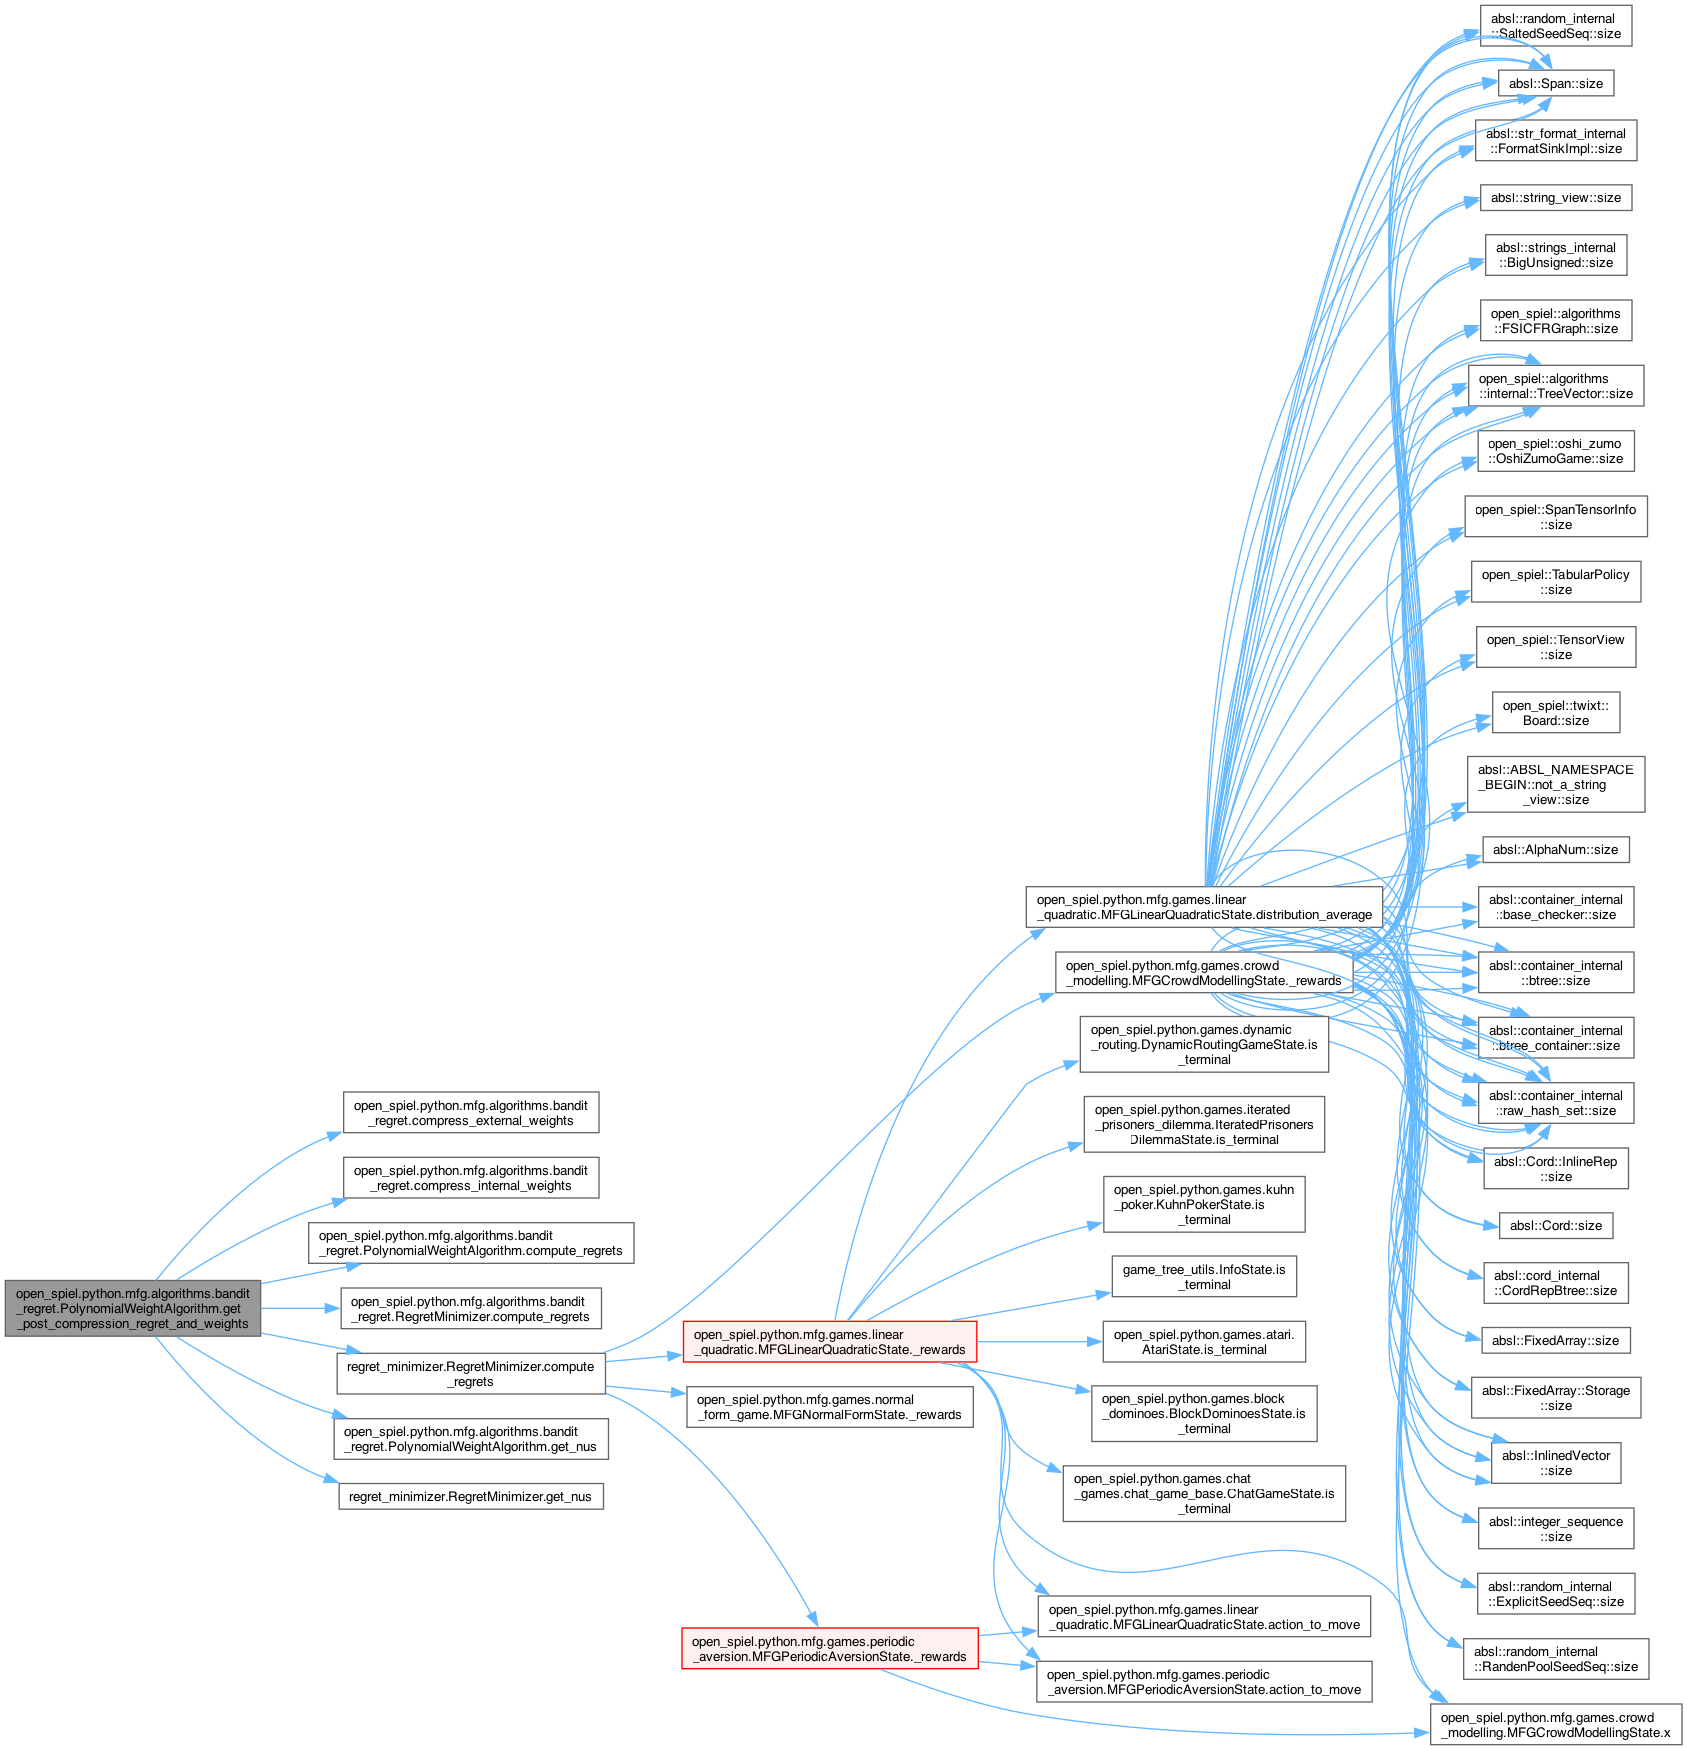 open_spiel.python.mfg.algorithms.bandit
_regret.PolynomialWeightAlgorithm.get
_post_compression_regret_and_weights
open_spiel.python.mfg.algorithms.bandit
_regret.compress_external_weights
open_spiel.python.mfg.algorithms.bandit
_regret.compress_internal_weights
open_spiel.python.mfg.algorithms.bandit
_regret.PolynomialWeightAlgorithm.compute_regrets
open_spiel.python.mfg.algorithms.bandit
_regret.RegretMinimizer.compute_regrets
regret_minimizer.RegretMinimizer.compute
_regrets
open_spiel.python.mfg.algorithms.bandit
_regret.PolynomialWeightAlgorithm.get_nus
regret_minimizer.RegretMinimizer.get_nus
open_spiel.python.mfg.games.linear
_quadratic.MFGLinearQuadraticState._rewards
open_spiel.python.mfg.games.normal
_form_game.MFGNormalFormState._rewards
open_spiel.python.mfg.games.periodic
_aversion.MFGPeriodicAversionState._rewards
open_spiel.python.mfg.games.linear
_quadratic.MFGLinearQuadraticState.distribution_average
open_spiel.python.mfg.games.crowd
_modelling.MFGCrowdModellingState._rewards
open_spiel.python.games.dynamic
_routing.DynamicRoutingGameState.is
_terminal
open_spiel.python.games.iterated
_prisoners_dilemma.IteratedPrisoners
DilemmaState.is_terminal
open_spiel.python.games.kuhn
_poker.KuhnPokerState.is
_terminal
game_tree_utils.InfoState.is
_terminal
open_spiel.python.games.atari.
AtariState.is_terminal
open_spiel.python.games.block
_dominoes.BlockDominoesState.is
_terminal
open_spiel.python.games.chat
_games.chat_game_base.ChatGameState.is
_terminal
open_spiel.python.mfg.games.linear
_quadratic.MFGLinearQuadraticState.action_to_move
open_spiel.python.mfg.games.periodic
_aversion.MFGPeriodicAversionState.action_to_move
absl::random_internal
::SaltedSeedSeq::size
absl::Span::size
absl::str_format_internal
::FormatSinkImpl::size
absl::string_view::size
absl::strings_internal
::BigUnsigned::size
open_spiel::algorithms
::FSICFRGraph::size
open_spiel::algorithms
::internal::TreeVector::size
open_spiel::oshi_zumo
::OshiZumoGame::size
open_spiel::SpanTensorInfo
::size
open_spiel::TabularPolicy
::size
open_spiel::TensorView
::size
open_spiel::twixt::
Board::size
absl::ABSL_NAMESPACE
_BEGIN::not_a_string
_view::size
absl::AlphaNum::size
absl::container_internal
::base_checker::size
absl::container_internal
::btree::size
absl::container_internal
::btree_container::size
absl::container_internal
::raw_hash_set::size
absl::Cord::InlineRep
::size
absl::Cord::size
absl::cord_internal
::CordRepBtree::size
absl::FixedArray::size
absl::FixedArray::Storage
::size
absl::InlinedVector
::size
absl::integer_sequence
::size
absl::random_internal
::ExplicitSeedSeq::size
absl::random_internal
::RandenPoolSeedSeq::size
open_spiel.python.mfg.games.crowd
_modelling.MFGCrowdModellingState.x